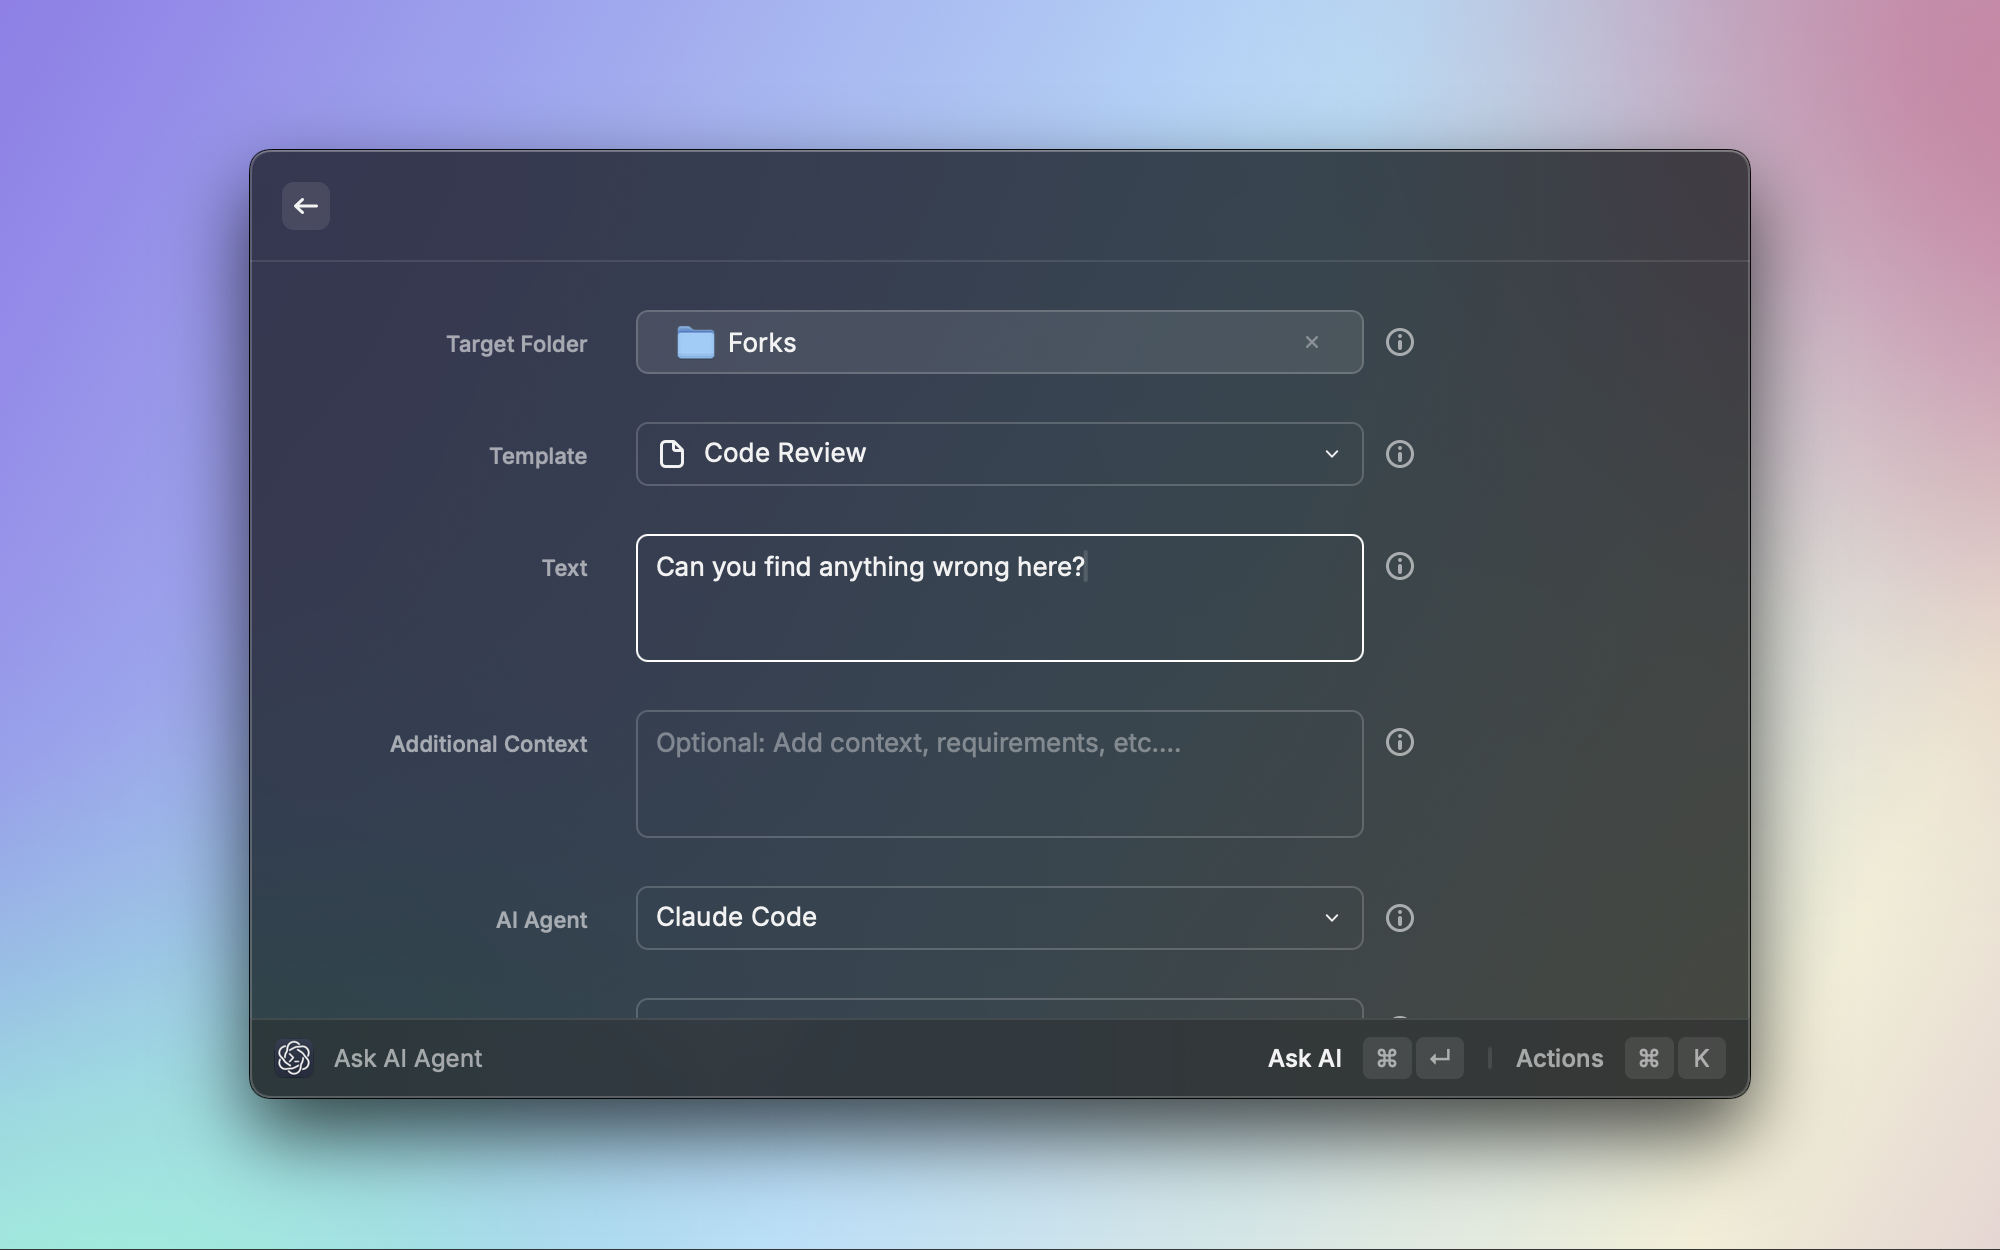 Target Folder
Forks
Template
Code Review
Text
Can you find anything wrong here?
Additional Context
Optional: Add context, requirements, etc....
AI Agent
Claude Code
Ask AI Agent
Ask AI ⌘ ↵ | Actions ⌘ K